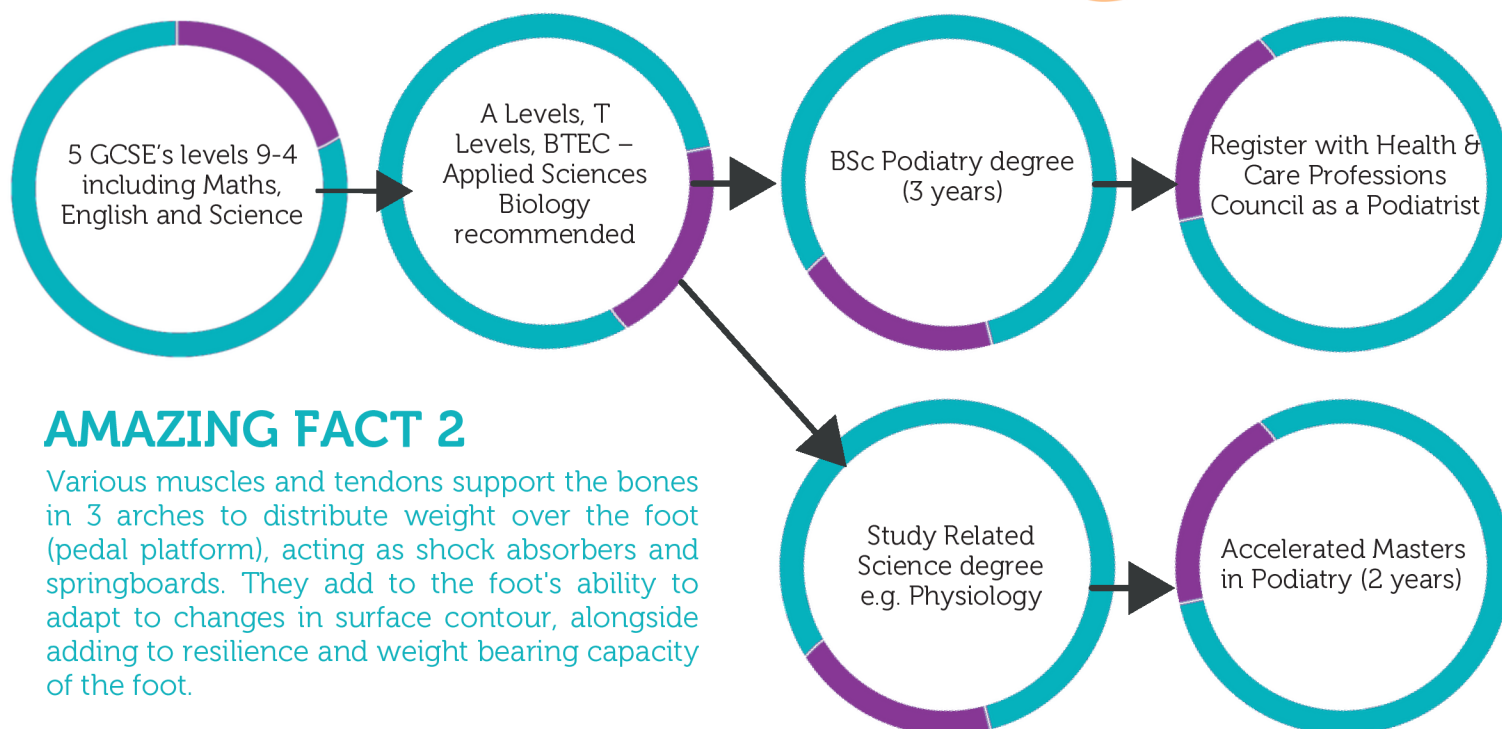 5 GCSE's levels 9-4
including Maths,
English and Science
A Levels, T
Levels, BTEC –
Applied Sciences
Biology
recommended
BSc Podiatry degree
(3 years)
Register with Health &
Care Professions
Council as a Podiatrist
AMAZING FACT 2
Various muscles and tendons support the bones
in 3 arches to distribute weight over the foot
(pedal platform), acting as shock absorbers and
springboards. They add to the foot's ability to
adapt to changes in surface contour, alongside
adding to resilience and weight bearing capacity
of the foot.
Study Related
Science degree
e.g. Physiology
Accelerated Masters
in Podiatry (2 years)